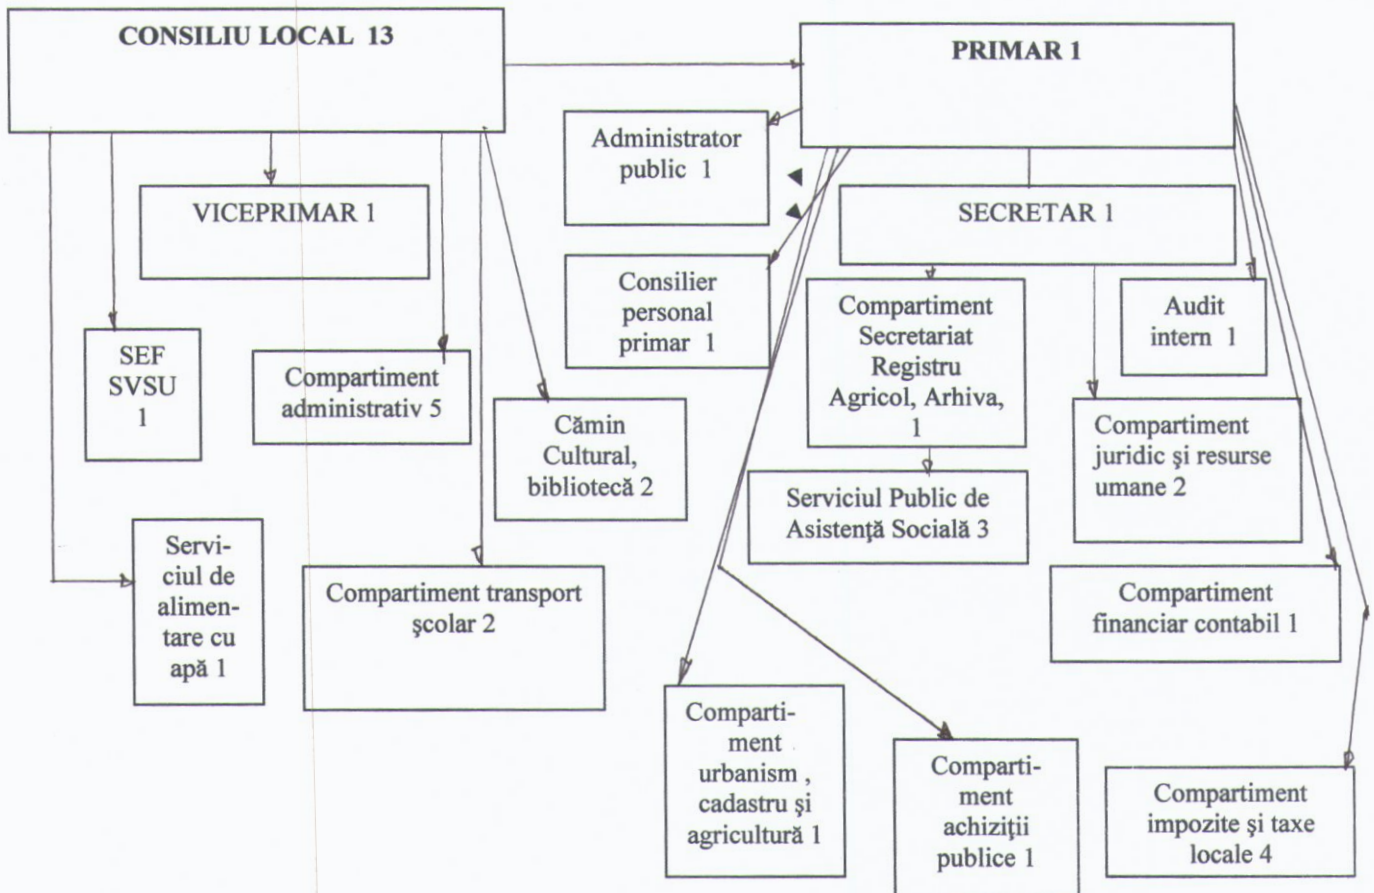 CONSILIU LOCAL 13
PRIMAR 1
Administrator
public 1
VICEPRIMAR 1
SECRETAR 1
Consilier
personal
primar 1
Compartiment
Secretariat
Registru
Agricol, Arhiva,
1
Audit
intern 1
SEF
SVSU
1
Compartiment
administrativ 5
Cămin
Cultural,
bibliotecă 2
Compartiment
juridic şi resurse
umane 2
Serviciul Public de
Asistenţă Socială 3
Servi-
ciul de
alimen-
tare cu
apă 1
Compartiment transport
şcolar 2
Compartiment
financiar contabil 1
Comparti-
ment
urbanism ,
cadastru şi
agricultură 1
Comparti-
ment
achiziţii
publice 1
Compartiment
impozite şi taxe
locale 4